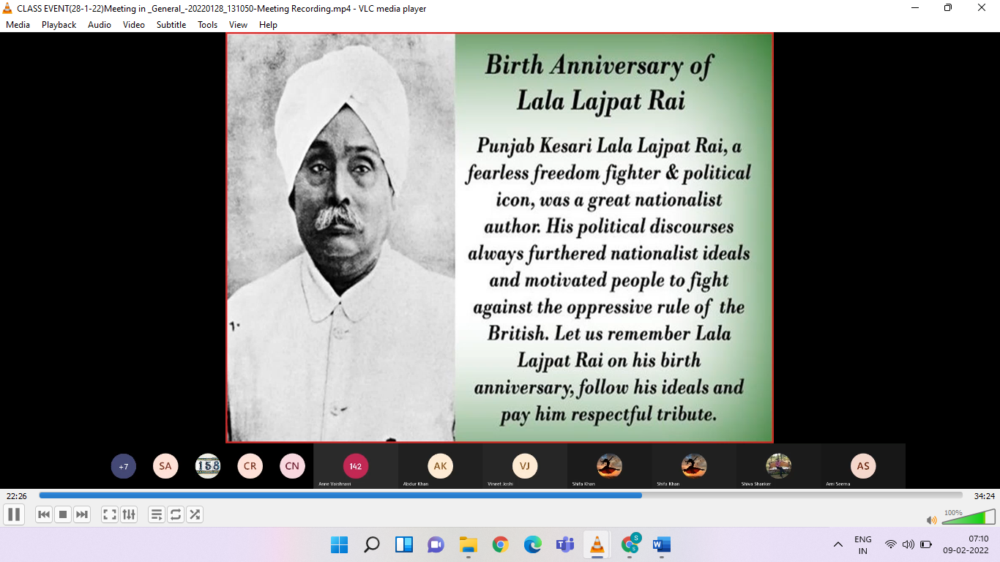 CLASS EVENT(28-1-22)Meeting in _General_-20220128_131050-Meeting Recording.mp4 - VLC media player
Media Playback Audio Video Subtitle Tools View Help
Birth Anniversary of
Lala Lajpat Rai
Punjab Kesari Lala Lajpat Rai, a
fearless freedom fighter & political
icon, was a great nationalist
author. His political discourses
always furthered nationalist ideals
and motivated people to fight
against the oppressive rule of the
British. Let us remember Lala
Lajpat Rai on his birth
anniversary, follow his ideals and
pay him respectful tribute.
1.
+7 SA 158 CR CN 142 AK VJ AS
Anne Vaishnavi Abdur Khan Vineet Joshi Shifa Khan Shifa Khan Shiva Shanker Ami Seema
22:26 34:24
100%
S
ENG
IN
07:10
09-02-2022